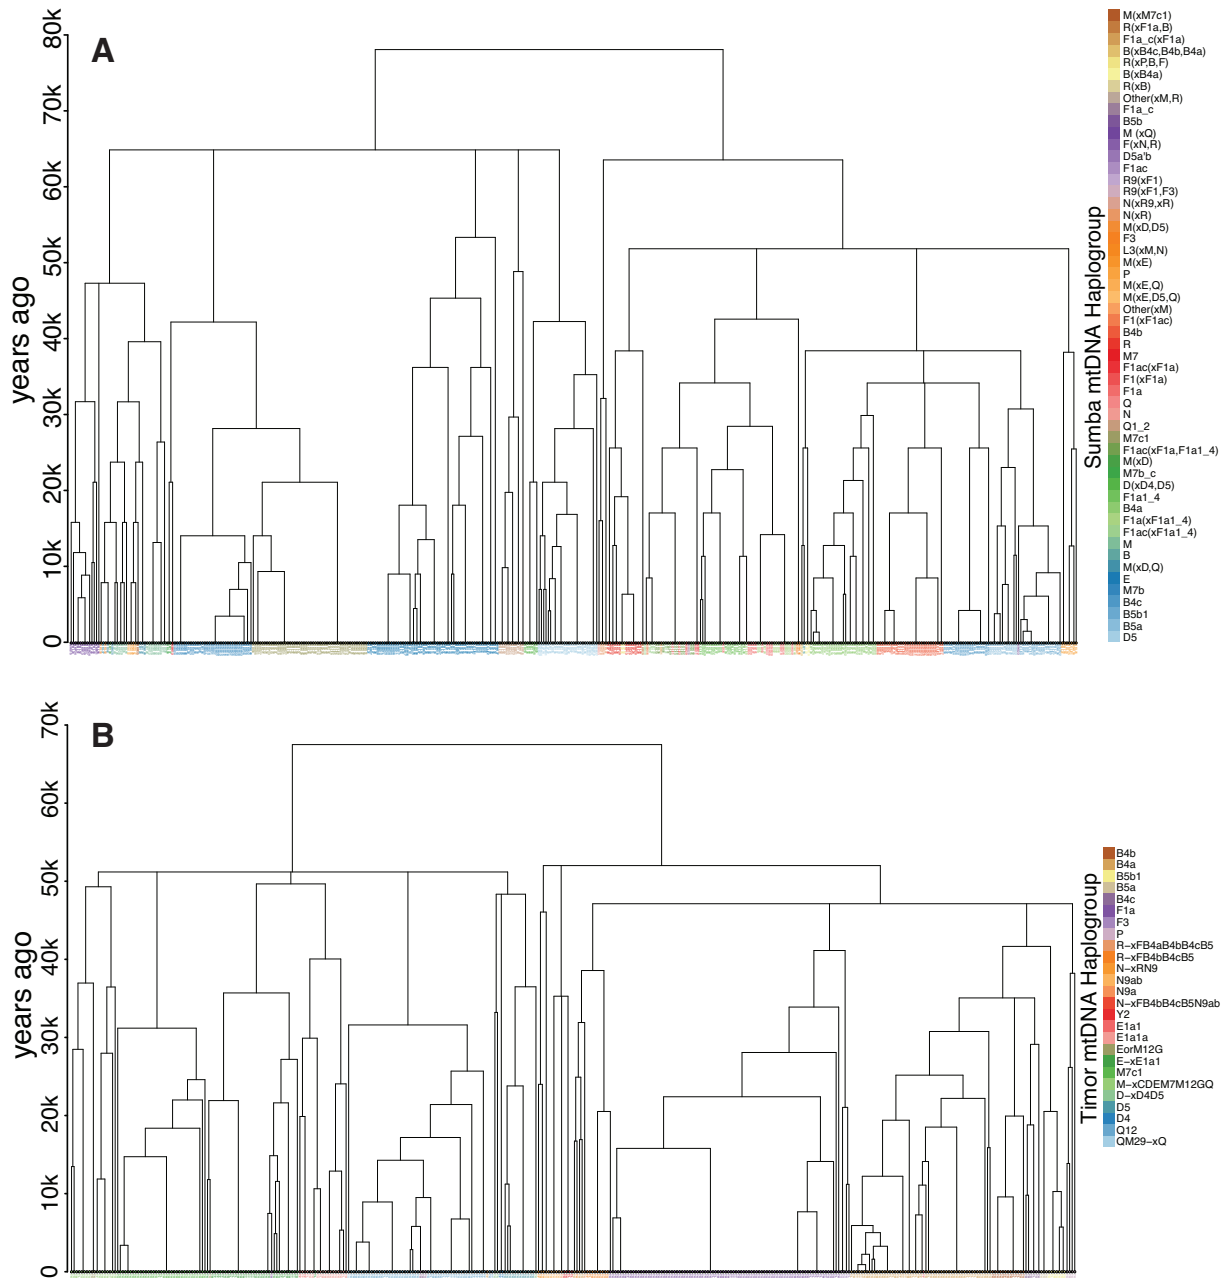 A
years ago
80k
70k
60k
50k
40k
30k
20k
10k
0
Sumba mtDNA Haplogroup
M(xM7c1)
R(xF1a,B)
F1a_c(xF1a)
B(xB4c,B4b,B4a)
R(xP,B,F)
B(xB4a)
R(xB)
Other(xM,R)
F1a_c
B5b
M (xQ)
F(xN,R)
D5a'b
F1ac
R9(xF1)
R9(xF1,F3)
N(xR9,xR)
N(xR)
M(xD,D5)
F3
L3(xM,N)
M(xE)
P
M(xE,Q)
M(xE,D5,Q)
Other(xM)
F1(xF1ac)
B4b
R
M7
F1ac(xF1a)
F1(xF1a)
F1a
Q
N
Q1_2
M7c1
F1ac(xF1a,F1a1_4)
M(xD)
M7b_c
D(xD4,D5)
F1a1_4
B4a
F1a(xF1a1_4)
F1ac(xF1a1_4)
M
B
M(xD,Q)
E
M7b
B4c
B5b1
B5a
D5
B
years ago
70k
60k
50k
40k
30k
20k
10k
0
Timor mtDNA Haplogroup
B4b
B4a
B5b1
B5a
B4c
F1a
F3
P
R−xFB4aB4bB4cB5
R−xFB4bB4cB5
N−xRN9
N9ab
N9a
N−xFB4bB4cB5N9ab
Y2
E1a1
E1a1a
EorM12G
E−xE1a1
M7c1
M−xCDEM7M12GQ
D−xD4D5
D5
D4
Q12
QM29−xQ